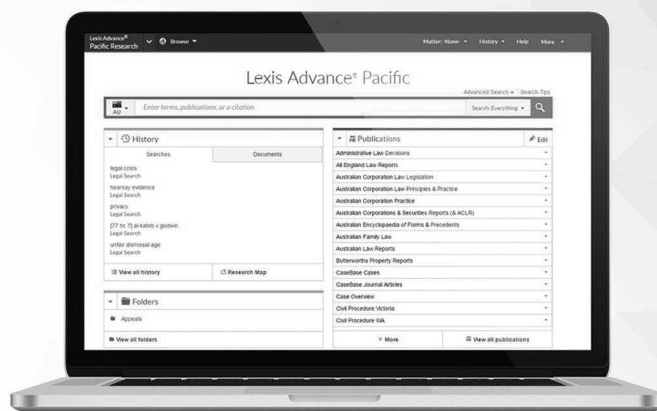 Lexis Advance®
Pacific Research
Browse
Matter: -None-
History
Help
More
Lexis Advance® Pacific
Advanced Search
Search Tips
AU
Enter terms, publications, or a citation
Search: Everything
History
Searches
Documents
legal costs
Legal Search
hearsay evidence
Legal Search
privacy
Legal Search
[77 hc 7] al-kateb v godwin
Legal Search
unfair dismissal age
Legal Search
View all history
Research Map
Folders
Appeals
View all folders
Publications
Edit
Administrative Law Decisions
All England Law Reports
Australian Corporation Law Legislation
Australian Corporation Law Principles & Practice
Australian Corporation Practice
Australian Corporations & Securities Reports (& ACLR)
Australian Encyclopaedia of Forms & Precedents
Australian Family Law
Australian Law Reports
Butterworths Property Reports
CaseBase Cases
CaseBase Journal Articles
Case Overview
Civil Procedure Victoria
Civil Procedure WA
More
View all publications